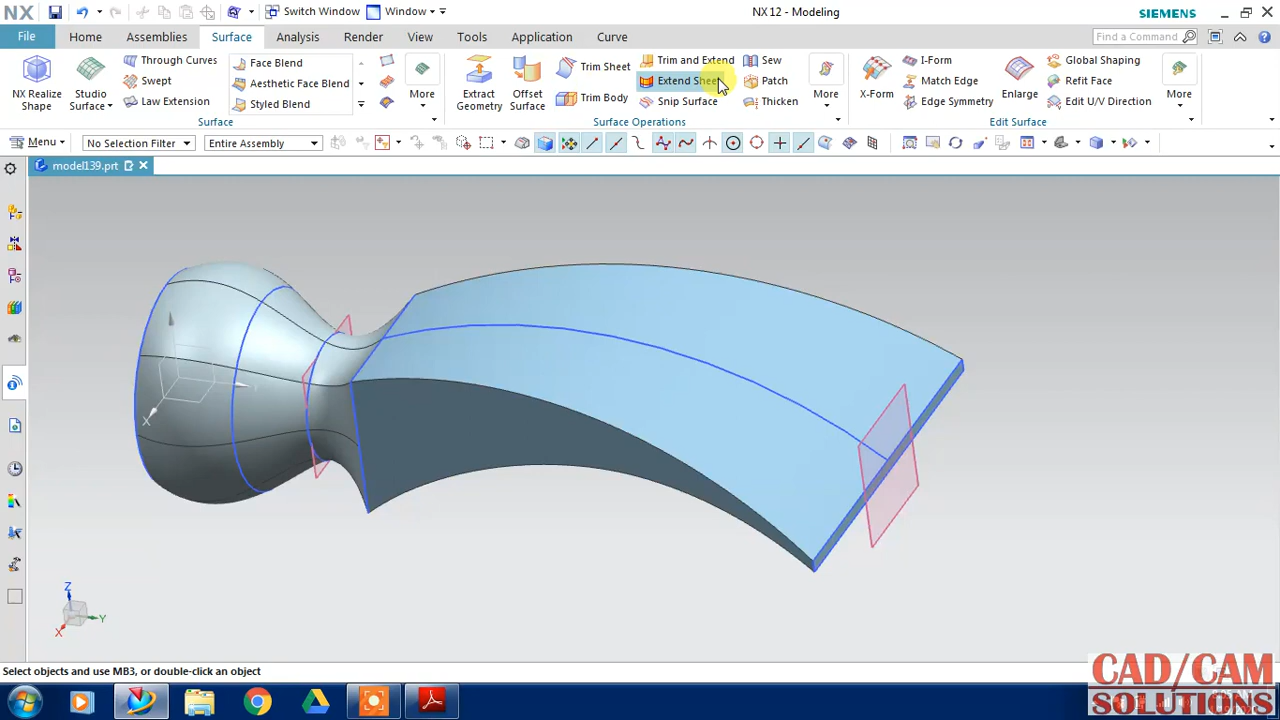 NX
Switch Window
Window
NX 12 - Modeling
SIEMENS
File
Home
Assemblies
Surface
Analysis
Render
View
Tools
Application
Curve
Find a Command
NX Realize
Shape
Studio
Surface
Through Curves
Swept
Law Extension
Face Blend
Aesthetic Face Blend
Styled Blend
More
Surface
Extract
Geometry
Offset
Surface
Trim Sheet
Trim Body
Trim and Extend
Extend Sheet
Snip Surface
Sew
Patch
Thicken
More
Surface Operations
X-Form
I-Form
Match Edge
Edge Symmetry
Enlarge
Global Shaping
Refit Face
Edit U/V Direction
More
Edit Surface
Menu
No Selection Filter
Entire Assembly
model139.prt
X
Z
Y
X
Select objects and use MB3, or double-click an object
CAD/CAM
SOLUTIONS